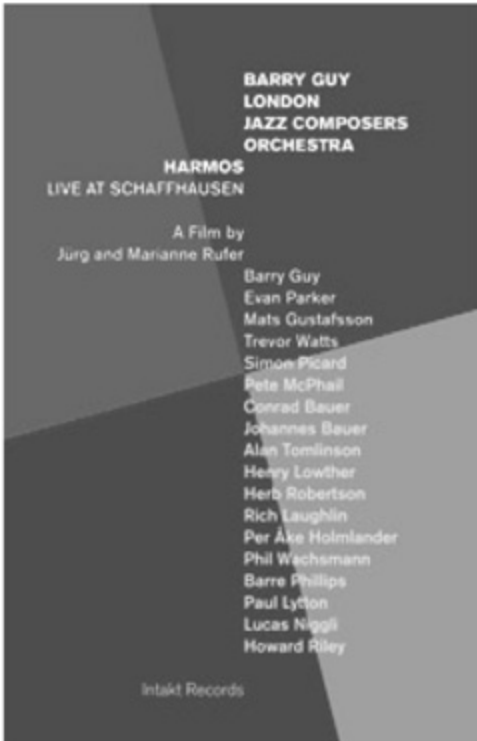 BARRY GUY
LONDON
JAZZ COMPOSERS
ORCHESTRA
HARMOS
LIVE AT SCHAFFHAUSEN
A Film by
Jürg and Marianne Rufer
Barry Guy
Evan Parker
Mats Gustafsson
Trevor Watts
Simon Picard
Pete McPhail
Conrad Bauer
Johannes Bauer
Alan Tomlinson
Henry Lowther
Herb Robertson
Rich Laughlin
Per Åke Holmlander
Phil Wachsmann
Barre Phillips
Paul Lytton
Lucas Niggli
Howard Riley
Intakt Records